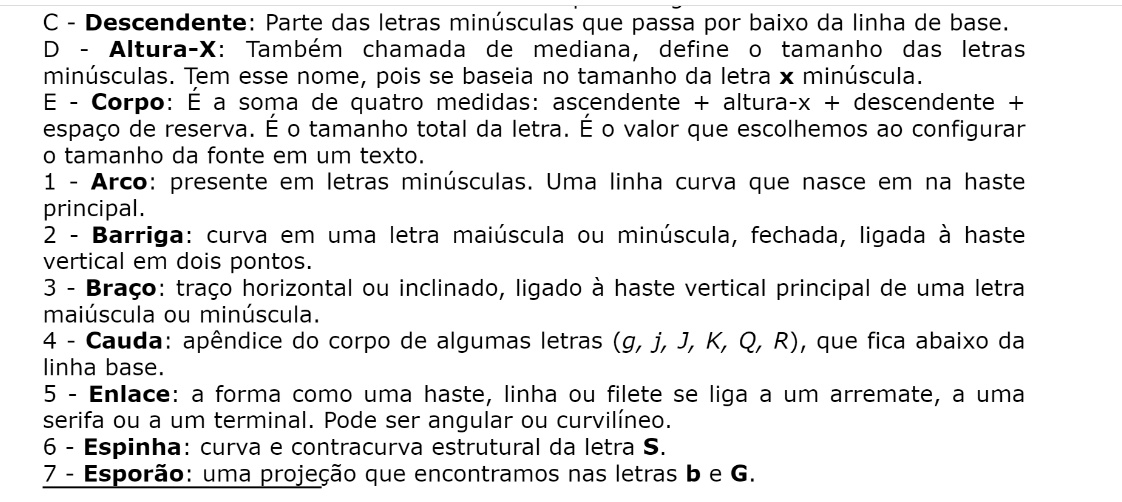 C - Descendente: Parte das letras minúsculas que passa por baixo da linha de base.
D - Altura-X: Também chamada de mediana, define o tamanho das letras
minúsculas. Tem esse nome, pois se baseia no tamanho da letra x minúscula.
E - Corpo: É a soma de quatro medidas: ascendente + altura-x + descendente +
espaço de reserva. É o tamanho total da letra. É o valor que escolhemos ao configurar
o tamanho da fonte em um texto.
1 - Arco: presente em letras minúsculas. Uma linha curva que nasce em na haste
principal.
2 - Barriga: curva em uma letra maiúscula ou minúscula, fechada, ligada à haste
vertical em dois pontos.
3 - Braço: traço horizontal ou inclinado, ligado à haste vertical principal de uma letra
maiúscula ou minúscula.
4 - Cauda: apêndice do corpo de algumas letras (g, j, J, K, Q, R), que fica abaixo da
linha base.
5 - Enlace: a forma como uma haste, linha ou filete se liga a um arremate, a uma
serifa ou a um terminal. Pode ser angular ou curvilíneo.
6 - Espinha: curva e contracurva estrutural da letra S.
7 - Esporão: uma projeção que encontramos nas letras b e G.